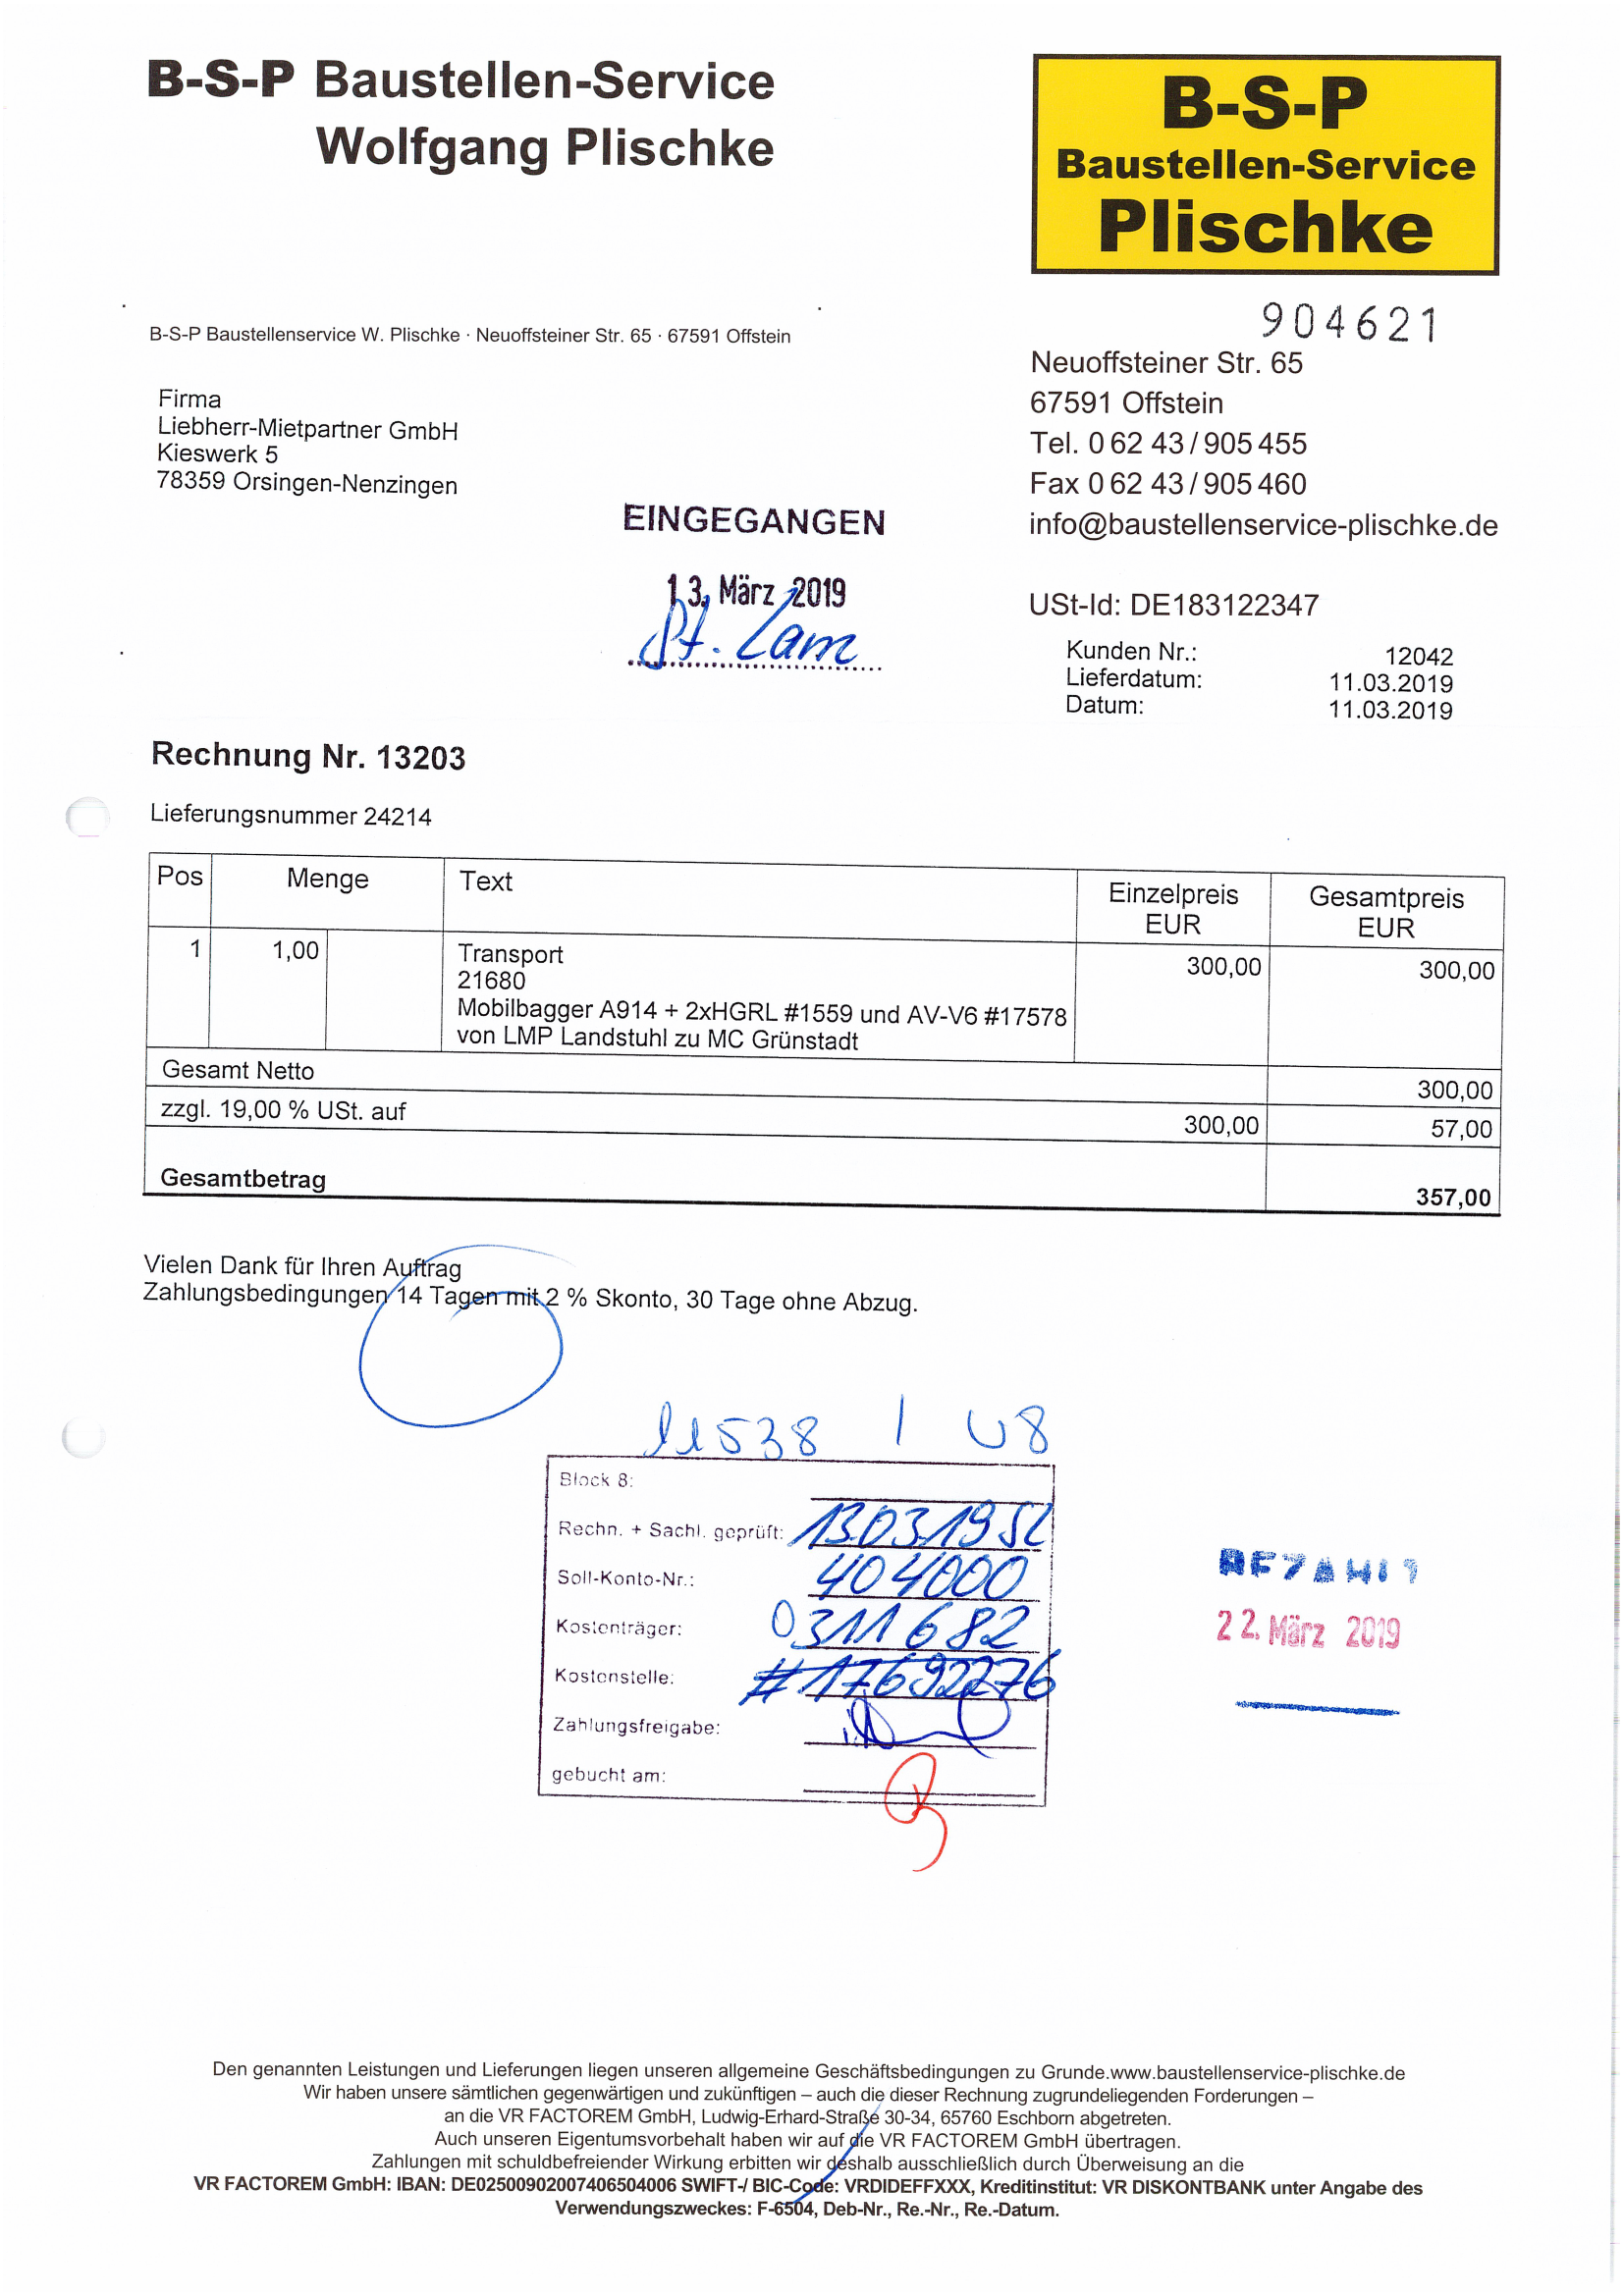 B-S-P Baustellen-Service
Wolfgang Plischke
B-S-P
Baustellen-Service
Plischke
904621
B-S-P Baustellenservice W. Plischke · Neuoffsteiner Str. 65 · 67591 Offstein
Neuoffsteiner Str. 65
67591 Offstein
Tel. 0 62 43 / 905 455
Fax 0 62 43 / 905 460
info@baustellenservice-plischke.de
Firma
Liebherr-Mietpartner GmbH
Kieswerk 5
78359 Orsingen-Nenzingen
EINGEGANGEN
13. März 2019
USt-Id: DE183122347
Kunden Nr.: 12042
Lieferdatum: 11.03.2019
Datum: 11.03.2019
Rechnung Nr. 13203
Lieferungsnummer 24214
Pos Menge Text Einzelpreis EUR Gesamtpreis EUR
1 1,00 Transport 300,00 300,00
21680
Mobilbagger A914 + 2xHGRL #1559 und AV-V6 #17578
von LMP Landstuhl zu MC Grünstadt
Gesamt Netto 300,00
zzgl. 19,00 % USt. auf 300,00 57,00
Gesamtbetrag 357,00
Vielen Dank für Ihren Auftrag
Zahlungsbedingungen 14 Tagen mit 2 % Skonto, 30 Tage ohne Abzug.
11538 / V8
Block 8:
Rechn. + Sachl. geprüft: 13.03.19 SL
Soll-Konto-Nr.: 404000
Kostenträger: 0311682
Kostenstelle: #17692276
Zahlungsfreigabe:
gebucht am:
22. März 2019
Den genannten Leistungen und Lieferungen liegen unseren allgemeine Geschäftsbedingungen zu Grunde.www.baustellenservice-plischke.de
Wir haben unsere sämtlichen gegenwärtigen und zukünftigen – auch die dieser Rechnung zugrundeliegenden Forderungen –
an die VR FACTOREM GmbH, Ludwig-Erhard-Straße 30-34, 65760 Eschborn abgetreten.
Auch unseren Eigentumsvorbehalt haben wir auf die VR FACTOREM GmbH übertragen.
Zahlungen mit schuldbefreiender Wirkung erbitten wir deshalb ausschließlich durch Überweisung an die
VR FACTOREM GmbH: IBAN: DE02500902007406504006 SWIFT-/ BIC-Code: VRDIDEFFXXX, Kreditinstitut: VR DISKONTBANK unter Angabe des
Verwendungszweckes: F-6504, Deb-Nr., Re.-Nr., Re.-Datum.